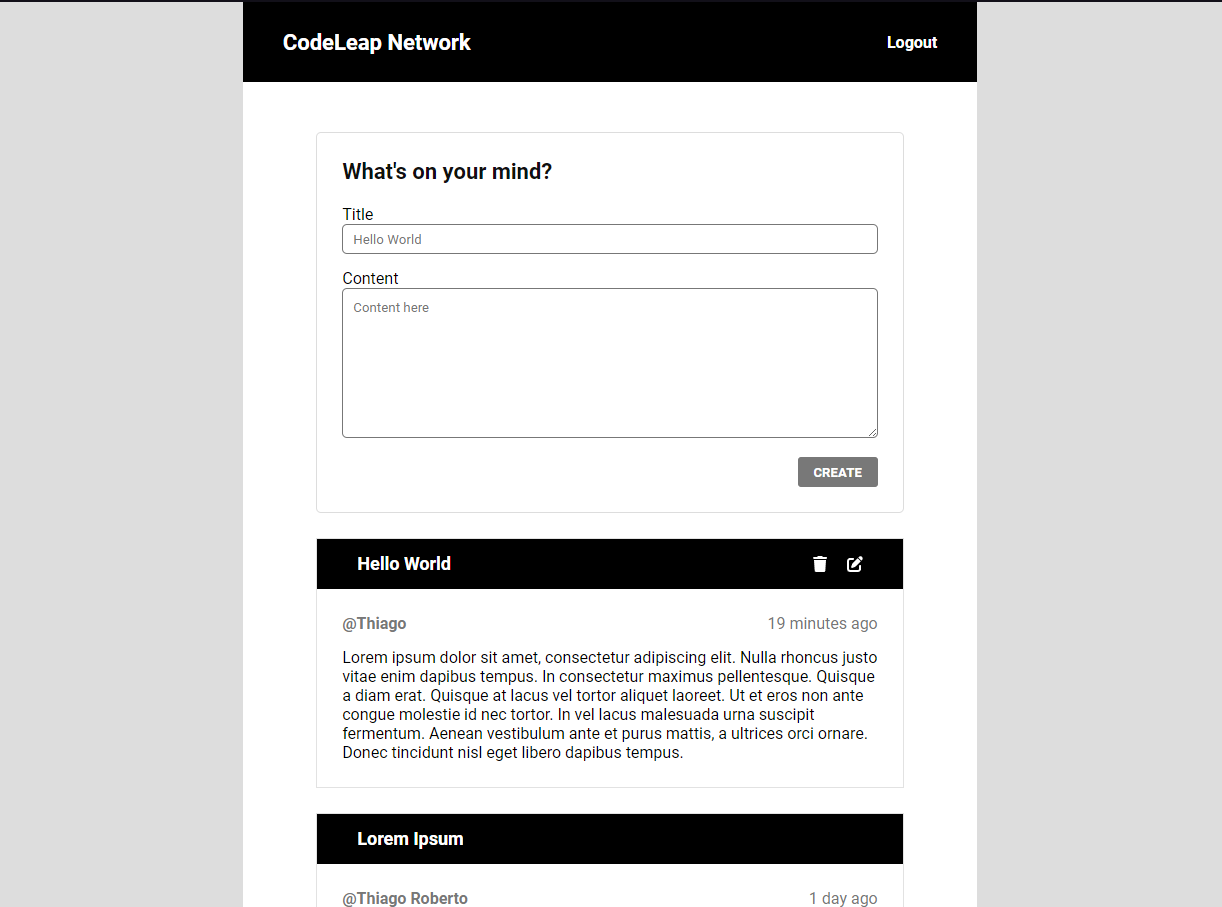 CodeLeap Network
Logout
What's on your mind?
Title
Hello World
Content
Content here
CREATE
Hello World
@Thiago
19 minutes ago
Lorem ipsum dolor sit amet, consectetur adipiscing elit. Nulla rhoncus justo
vitae enim dapibus tempus. In consectetur maximus pellentesque. Quisque
a diam erat. Quisque at lacus vel tortor aliquet laoreet. Ut et eros non ante
congue molestie id nec tortor. In vel lacus malesuada urna suscipit
fermentum. Aenean vestibulum ante et purus mattis, a ultrices orci ornare.
Donec tincidunt nisl eget libero dapibus tempus.
Lorem Ipsum
@Thiago Roberto
1 day ago